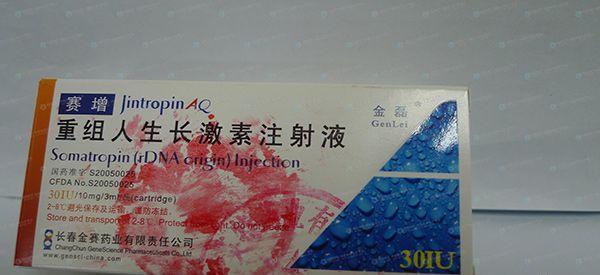 赛增 Jintropin AQ
金磊
GenLei
重组人生长激素注射液
Somatropin (rDNA origin) Injection
国药准字 S20050025
CFDA No.S20050025
30IU/10mg/3ml (cartridge)
2-8℃避光保存及运输，谨防冻结。
Store and transport at 2-8℃. Protect from light. Do not freeze
长春金赛药业有限责任公司
ChangChun GeneScience Pharmaceuticals Co., Ltd.
www.gensci-china.com
30IU